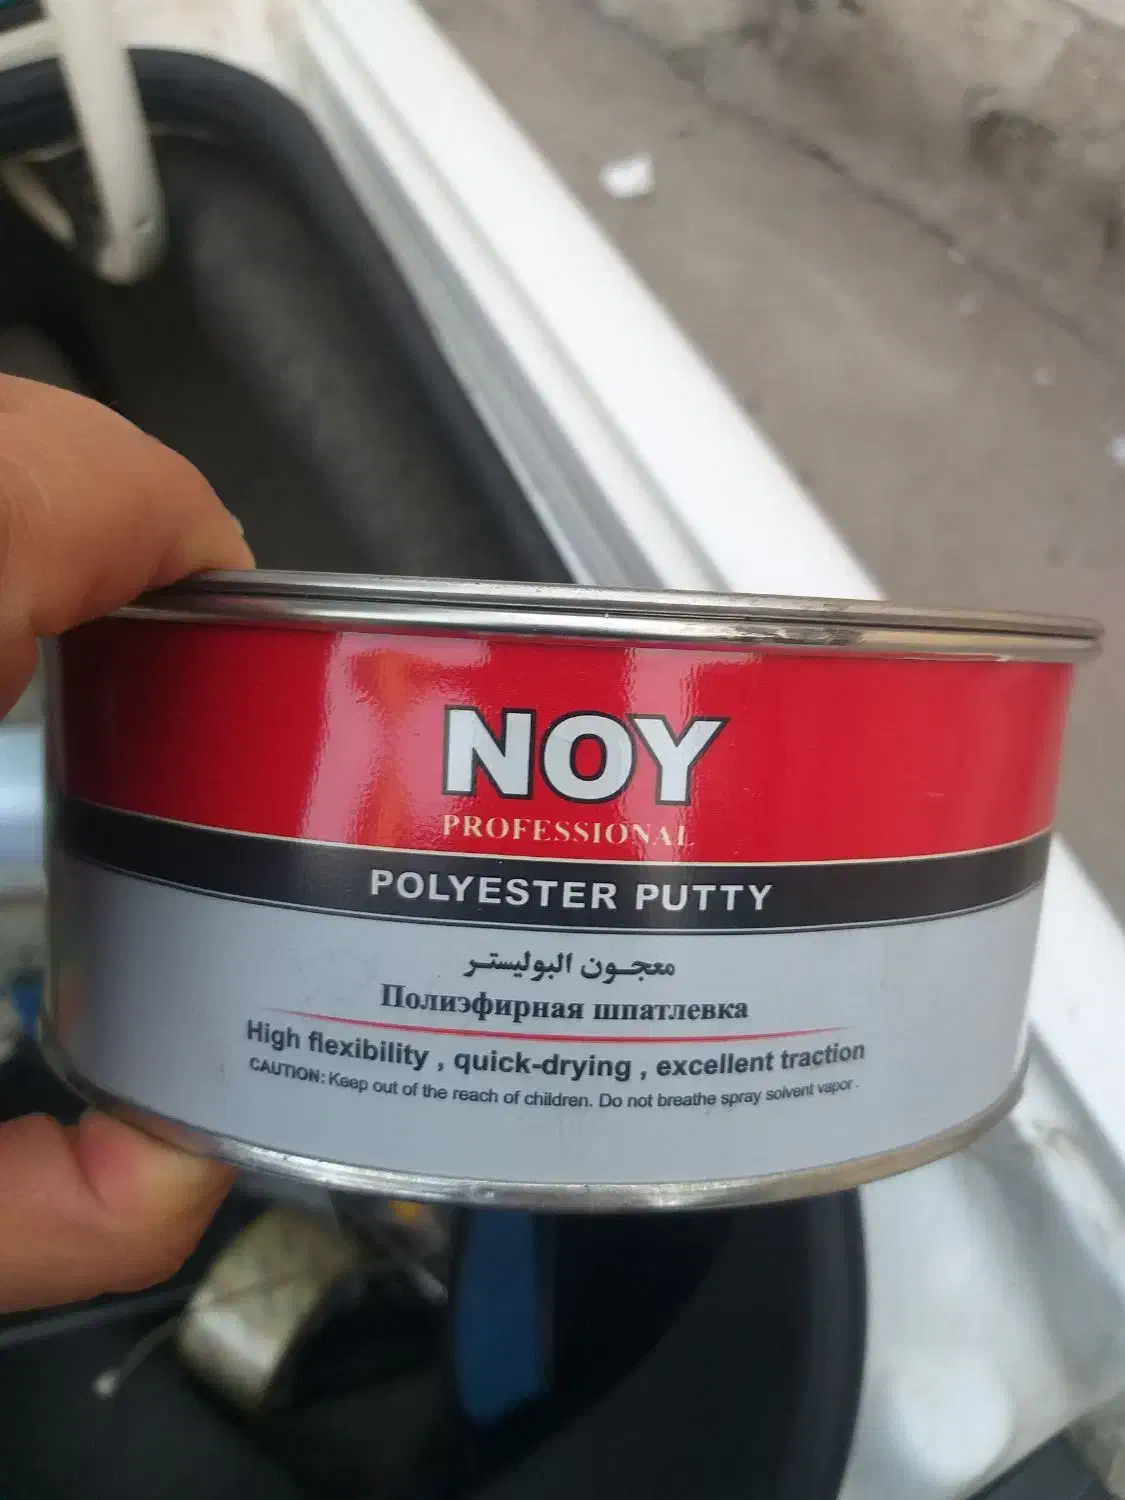 NOY
PROFESSIONAL
POLYESTER PUTTY
معجون البوليستر
Полиэфирная шпатлевка
High flexibility , quick-drying , excellent traction
CAUTION: Keep out of the reach of children. Do not breathe spray solvent vapor .